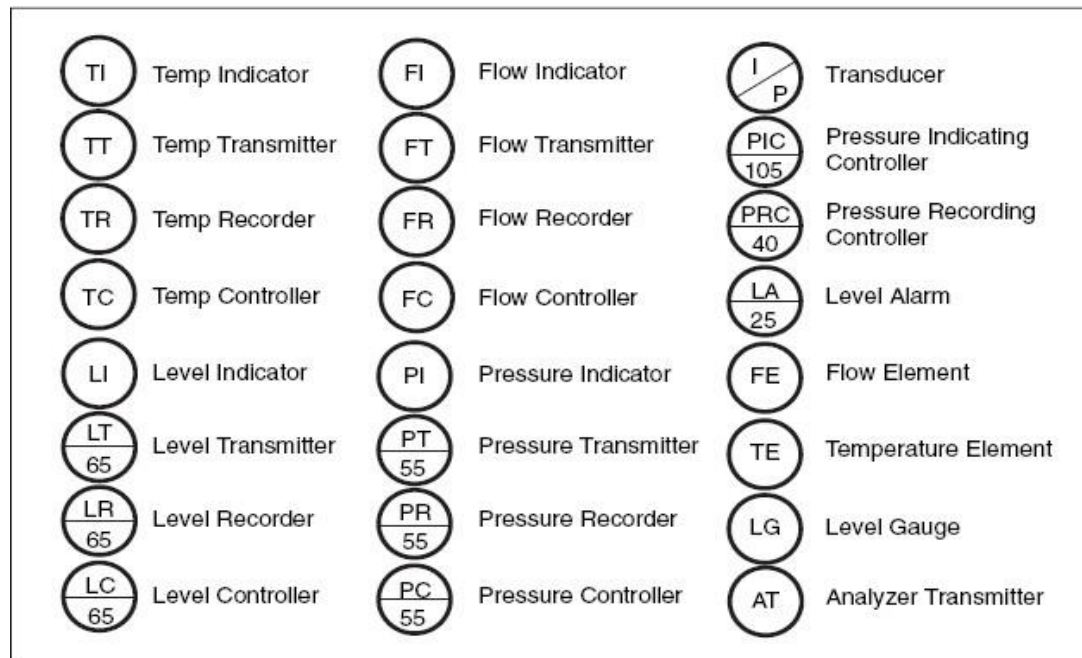 TI Temp Indicator
TT Temp Transmitter
TR Temp Recorder
TC Temp Controller
LI Level Indicator
LT
65
Level Transmitter
LR
65
Level Recorder
LC
65
Level Controller
FI Flow Indicator
FT Flow Transmitter
FR Flow Recorder
FC Flow Controller
PI Pressure Indicator
PT
55
Pressure Transmitter
PR
55
Pressure Recorder
PC
55
Pressure Controller
I
P
Transducer
PIC
105
Pressure Indicating
Controller
PRC
40
Pressure Recording
Controller
LA
25
Level Alarm
FE Flow Element
TE Temperature Element
LG Level Gauge
AT Analyzer Transmitter